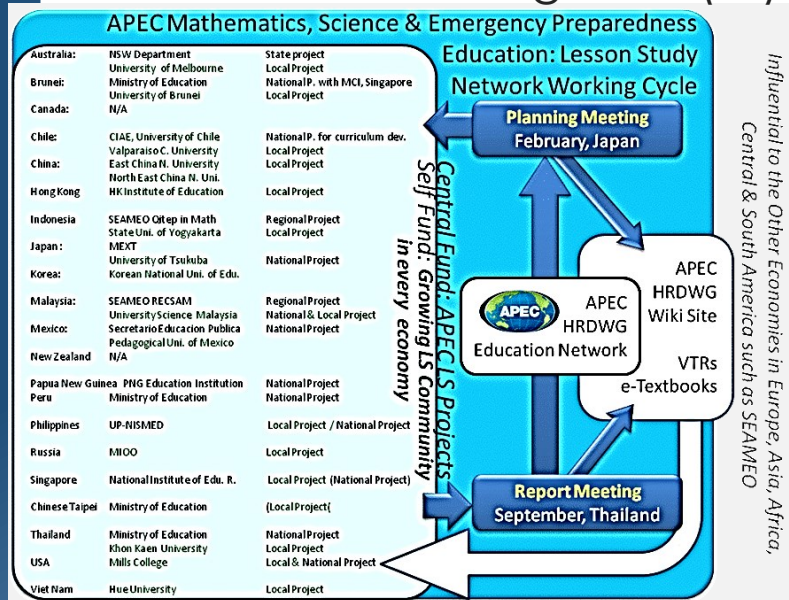 APEC Mathematics, Science & Emergency Preparedness
Education: Lesson Study
Network Working Cycle
Australia: NSW Department State project
University of Melbourne Local Project
Brunei: Ministry of Education National P. with MCI, Singapore
University of Brunei Local Project
Canada: N/A
Chile: CIAE, University of Chile National P. for curriculum dev.
Valparaiso C. University Local Project
China: East China N. University Local Project
North East China N. Uni.
Hong Kong HK Institute of Education Local Project
Indonesia SEAMEO Qitep in Math Regional Project
State Uni. of Yogyakarta Local Project
Japan: MEXT
University of Tsukuba National Project
Korea: Korean National Uni. of Edu.
Malaysia: SEAMEO RECSAM Regional Project
University Science Malaysia National & Local Project
Mexico: Secretario Educacion Publica National Project
Pedagogical Uni. of Mexico
New Zealand N/A
Papua New Guinea PNG Education Institution National Project
Peru Ministry of Education National Project
Philippines UP-NISMED Local Project / National Project
Russia MIOO Local Project
Singapore National Institute of Edu. R. Local Project (National Project)
Chinese Taipei Ministry of Education (Local Project(
Thailand Ministry of Education National Project
Khon Kaen University Local Project
USA Mills College Local & National Project
Viet Nam Hue University Local Project
Central Fund: APEC LS Projects
Self Fund: Growing LS Community
in every economy
Planning Meeting
February, Japan
APEC
APEC
HRDWG
Education Network
APEC
HRDWG
Wiki Site
VTRs
e-Textbooks
Report Meeting
September, Thailand
Influential to the Other Economies in Europe, Asia, Africa,
Central & South America such as SEAMEO